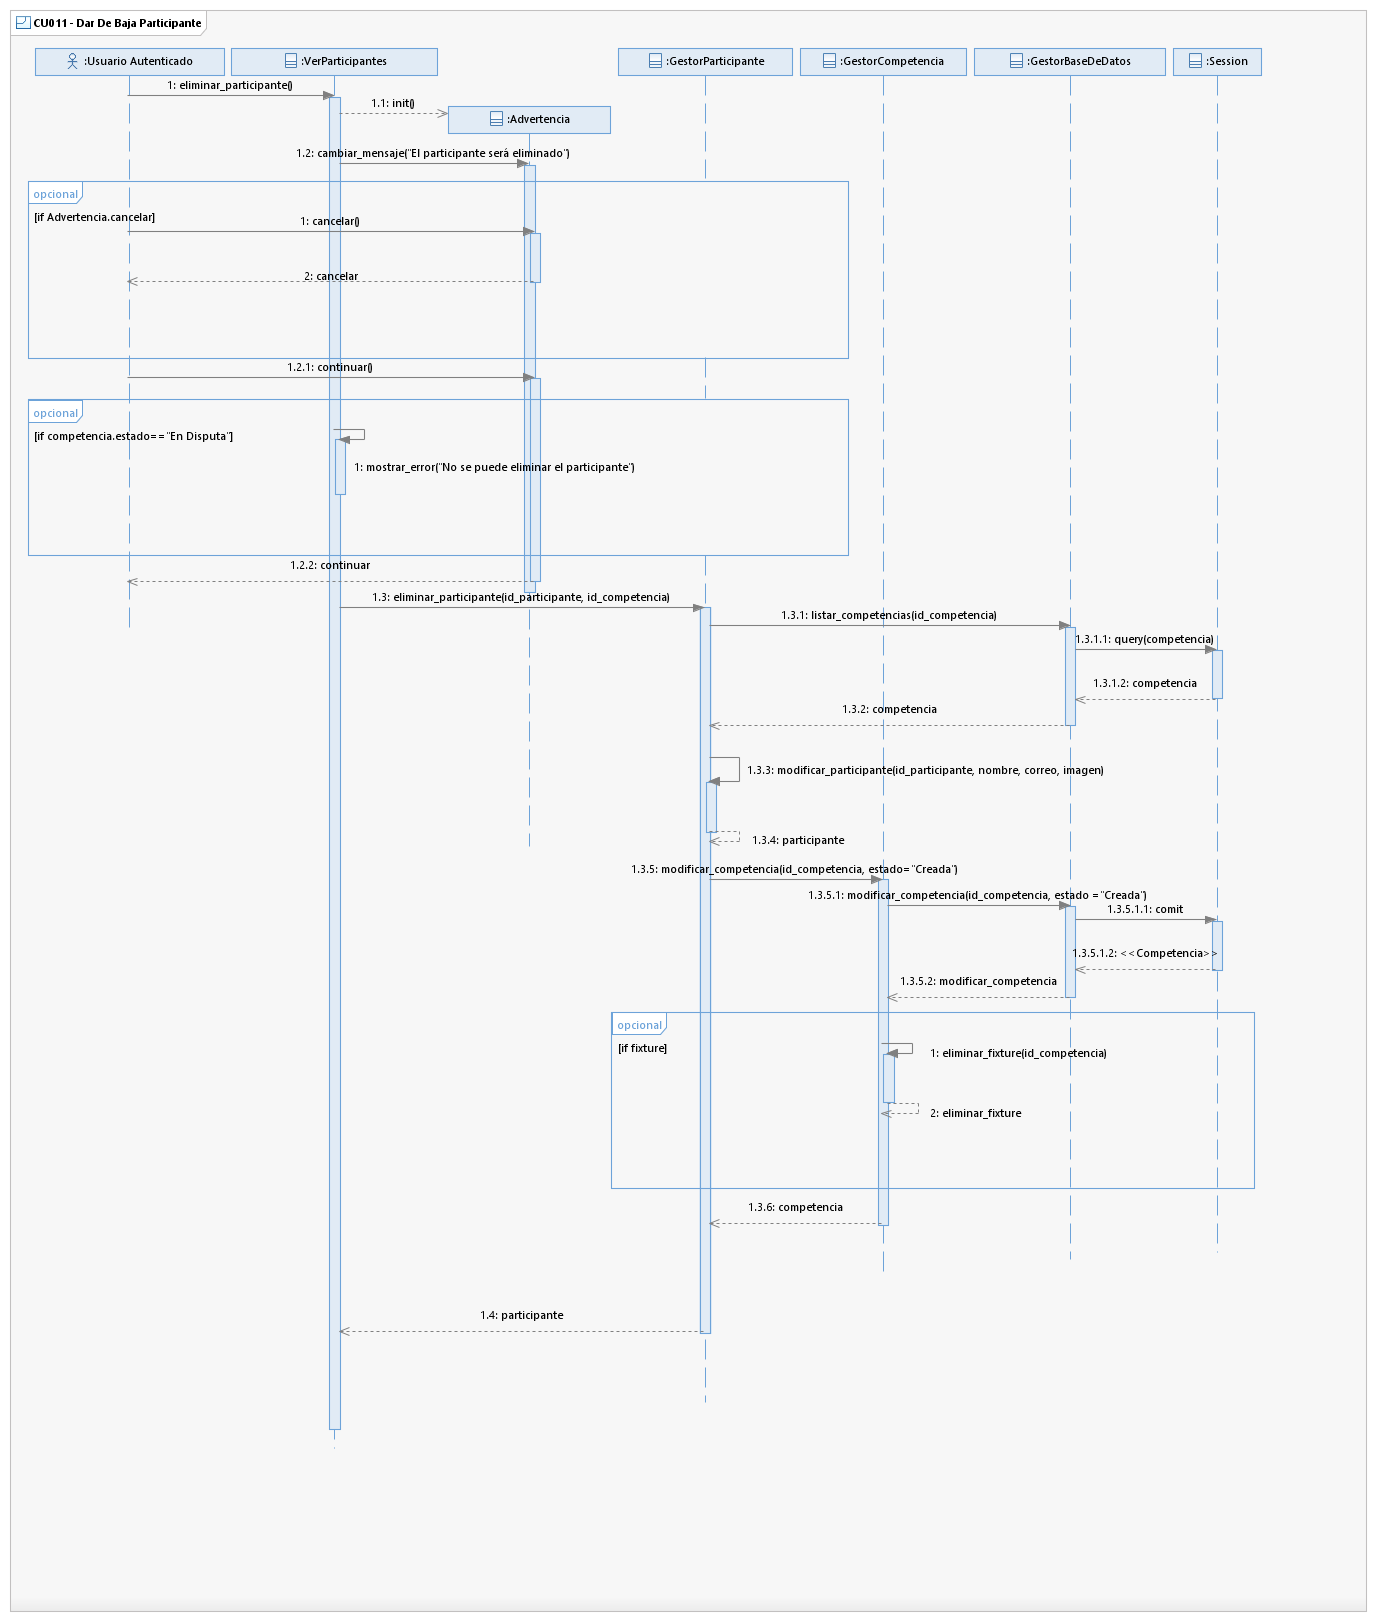 CU011 - Dar De Baja Participante
:Usuario Autenticado
:VerParticipantes
:GestorParticipante
:GestorCompetencia
:GestorBaseDeDatos
:Session
1: eliminar_participante()
1.1: init()
:Advertencia
1.2: cambiar_mensaje("El participante será eliminado")
opcional
[if Advertencia.cancelar]
1: cancelar()
2: cancelar
1.2.1: continuar()
opcional
[if competencia.estado=="En Disputa"]
1: mostrar_error("No se puede eliminar el participante")
1.2.2: continuar
1.3: eliminar_participante(id_participante, id_competencia)
1.3.1: listar_competencias(id_competencia)
1.3.1.1: query(competencia)
1.3.1.2: competencia
1.3.2: competencia
1.3.3: modificar_participante(id_participante, nombre, correo, imagen)
1.3.4: participante
1.3.5: modificar_competencia(id_competencia, estado="Creada")
1.3.5.1: modificar_competencia(id_competencia, estado ="Creada")
1.3.5.1.1: comit
1.3.5.1.2: <<Competencia>>
1.3.5.2: modificar_competencia
opcional
[if fixture]
1: eliminar_fixture(id_competencia)
2: eliminar_fixture
1.3.6: competencia
1.4: participante